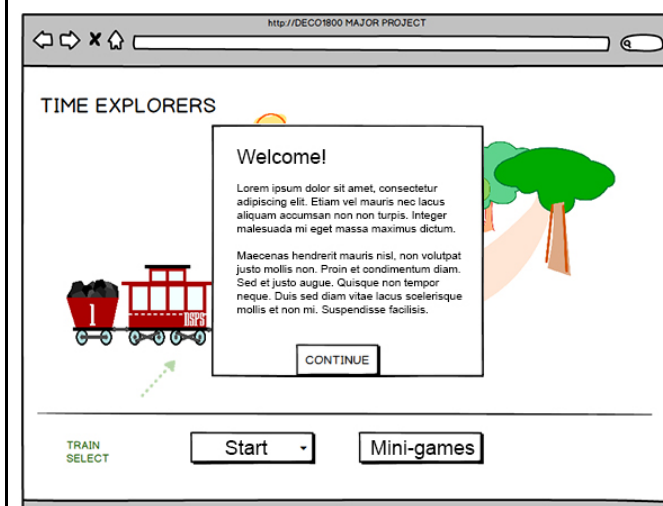 http://DECO1800 MAJOR PROJECT
TIME EXPLORERS
Welcome!
Lorem ipsum dolor sit amet, consectetur
adipiscing elit. Etiam vel mauris nec lacus
aliquam accumsan non non turpis. Integer
malesuada mi eget massa maximus dictum.
Maecenas hendrerit mauris nisl, non volutpat
justo mollis non. Proin et condimentum diam.
Sed et justo augue. Quisque non tempor
neque. Duis sed diam vitae lacus scelerisque
mollis et non mi. Suspendisse facilisis.
1
DSPS
CONTINUE
TRAIN
SELECT
Start
Mini-games